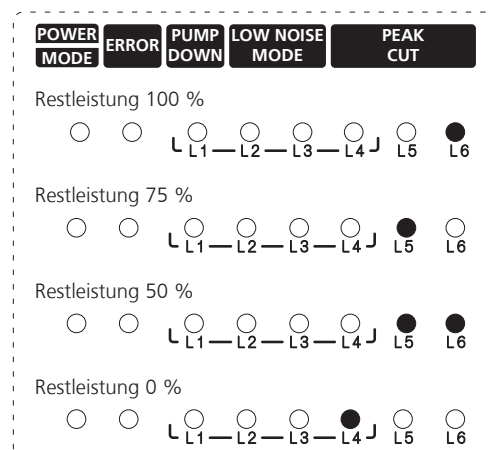 POWER MODE ERROR PUMP DOWN LOW NOISE MODE PEAK CUT
Restleistung 100 %
L1 L2 L3 L4 L5 L6
Restleistung 75 %
L1 L2 L3 L4 L5 L6
Restleistung 50 %
L1 L2 L3 L4 L5 L6
Restleistung 0 %
L1 L2 L3 L4 L5 L6